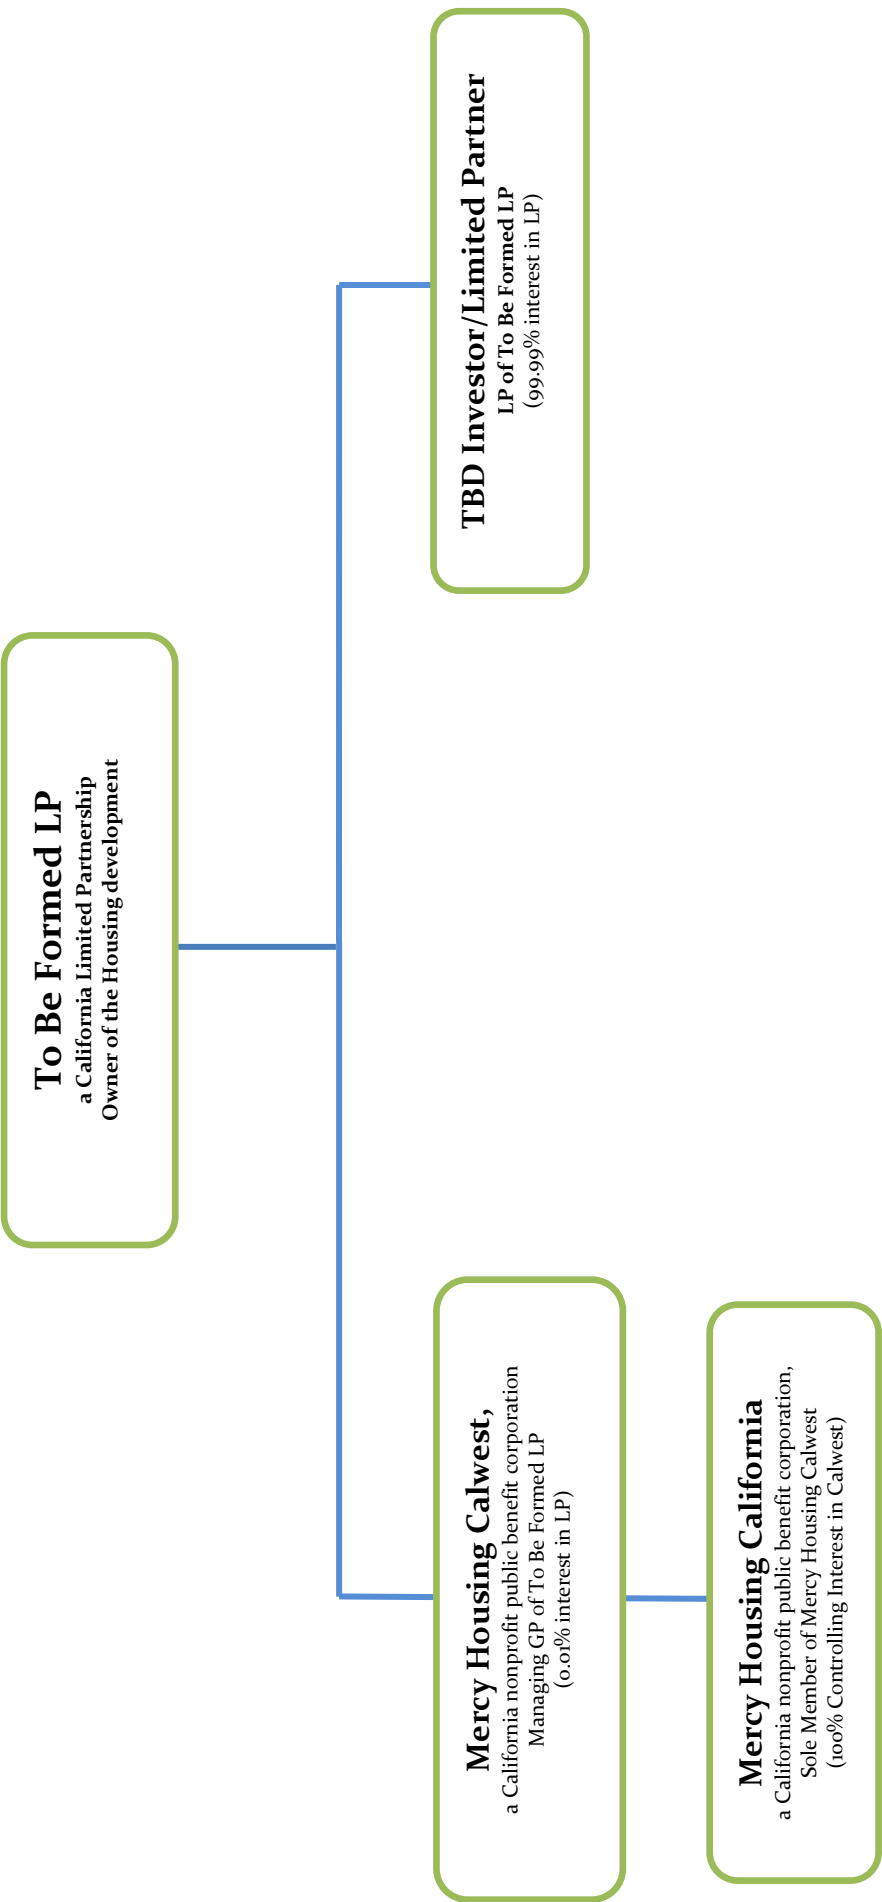 To Be Formed LP
a California Limited Partnership
Owner of the Housing development
Mercy Housing Calwest,
a California nonprofit public benefit corporation
Managing GP of To Be Formed LP
(0.01% interest in LP)
TBD Investor/Limited Partner
LP of To Be Formed LP
(99.99% interest in LP)
Mercy Housing California
a California nonprofit public benefit corporation,
Sole Member of Mercy Housing Calwest
(100% Controlling Interest in Calwest)